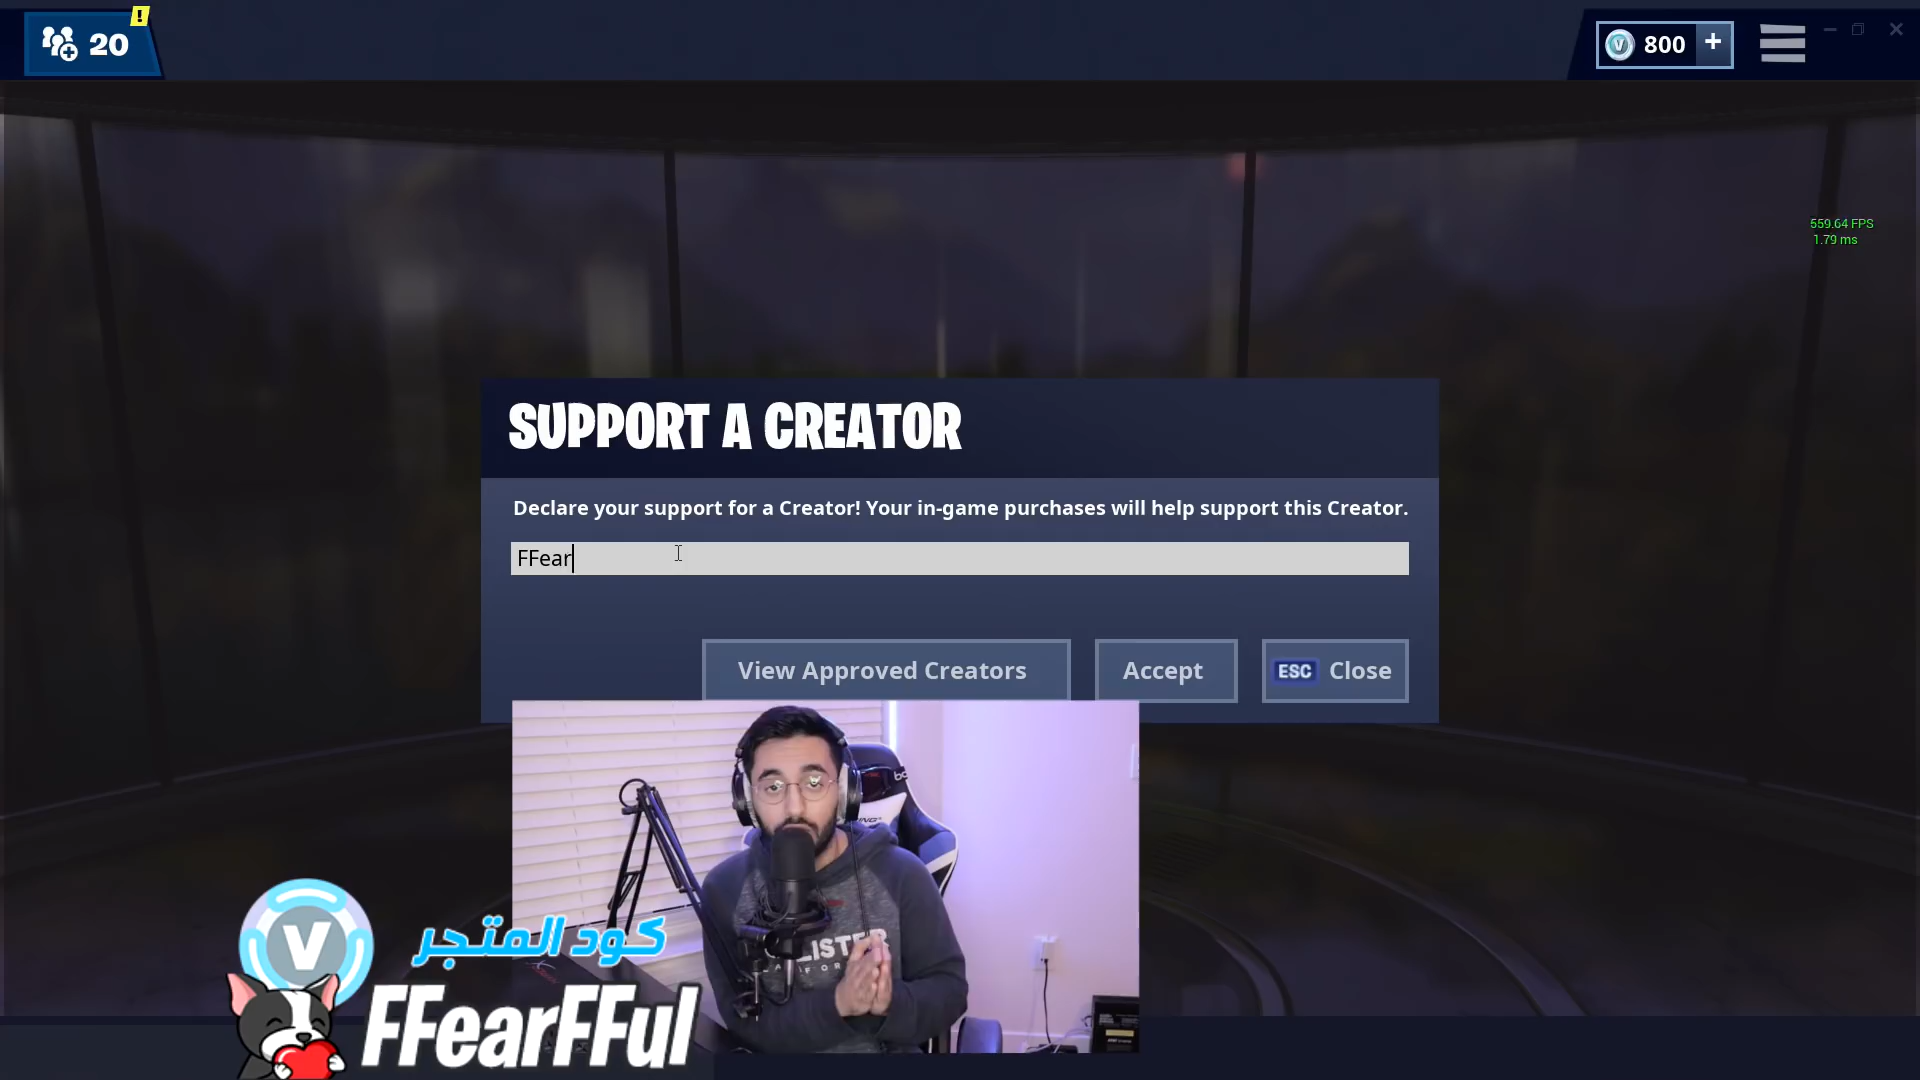 !
20
800 +
559.64 FPS
1.79 ms
SUPPORT A CREATOR
Declare your support for a Creator! Your in-game purchases will help support this Creator.
FFear
View Approved Creators
Accept
ESC Close
V
كود المتجر
FFearFFul